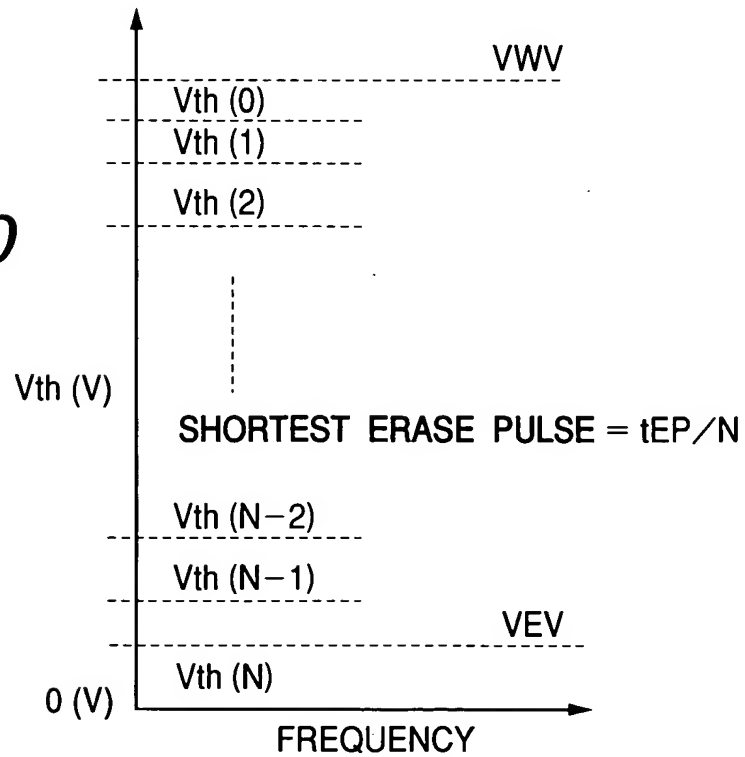 VWV
Vth (0)
Vth (1)
Vth (2)
Vth (V)
SHORTEST ERASE PULSE = tEP/N
Vth (N−2)
Vth (N−1)
VEV
Vth (N)
0 (V)
FREQUENCY